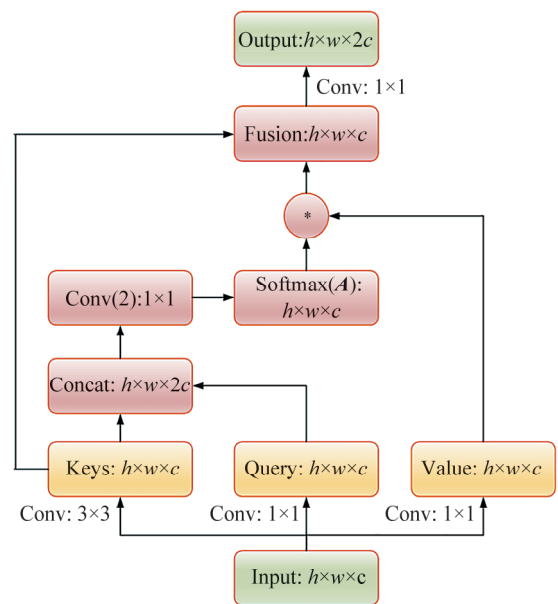 Output:h×w×2c
Conv: 1×1
Fusion:h×w×c
*
Conv(2):1×1
Softmax(A):
h×w×c
Concat: h×w×2c
Keys: h×w×c
Query: h×w×c
Value: h×w×c
Conv: 3×3
Conv: 1×1
Conv: 1×1
Input: h×w×c